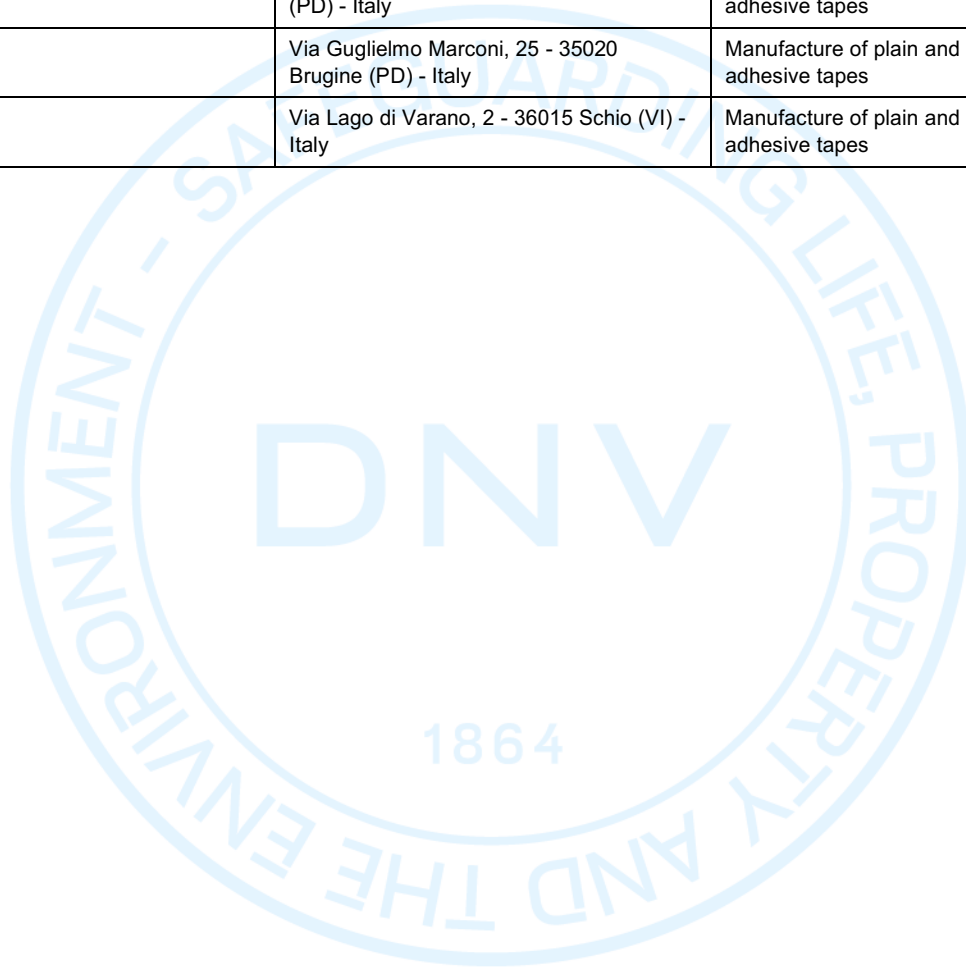 (PD) - Italy
adhesive tapes
Via Guglielmo Marconi, 25 - 35020
Brugine (PD) - Italy
Manufacture of plain and
adhesive tapes
Via Lago di Varano, 2 - 36015 Schio (VI) -
Italy
Manufacture of plain and
adhesive tapes
SAFEGUARDING LIFE, PROPERTY AND THE ENVIRONMENT -
DNV
1864